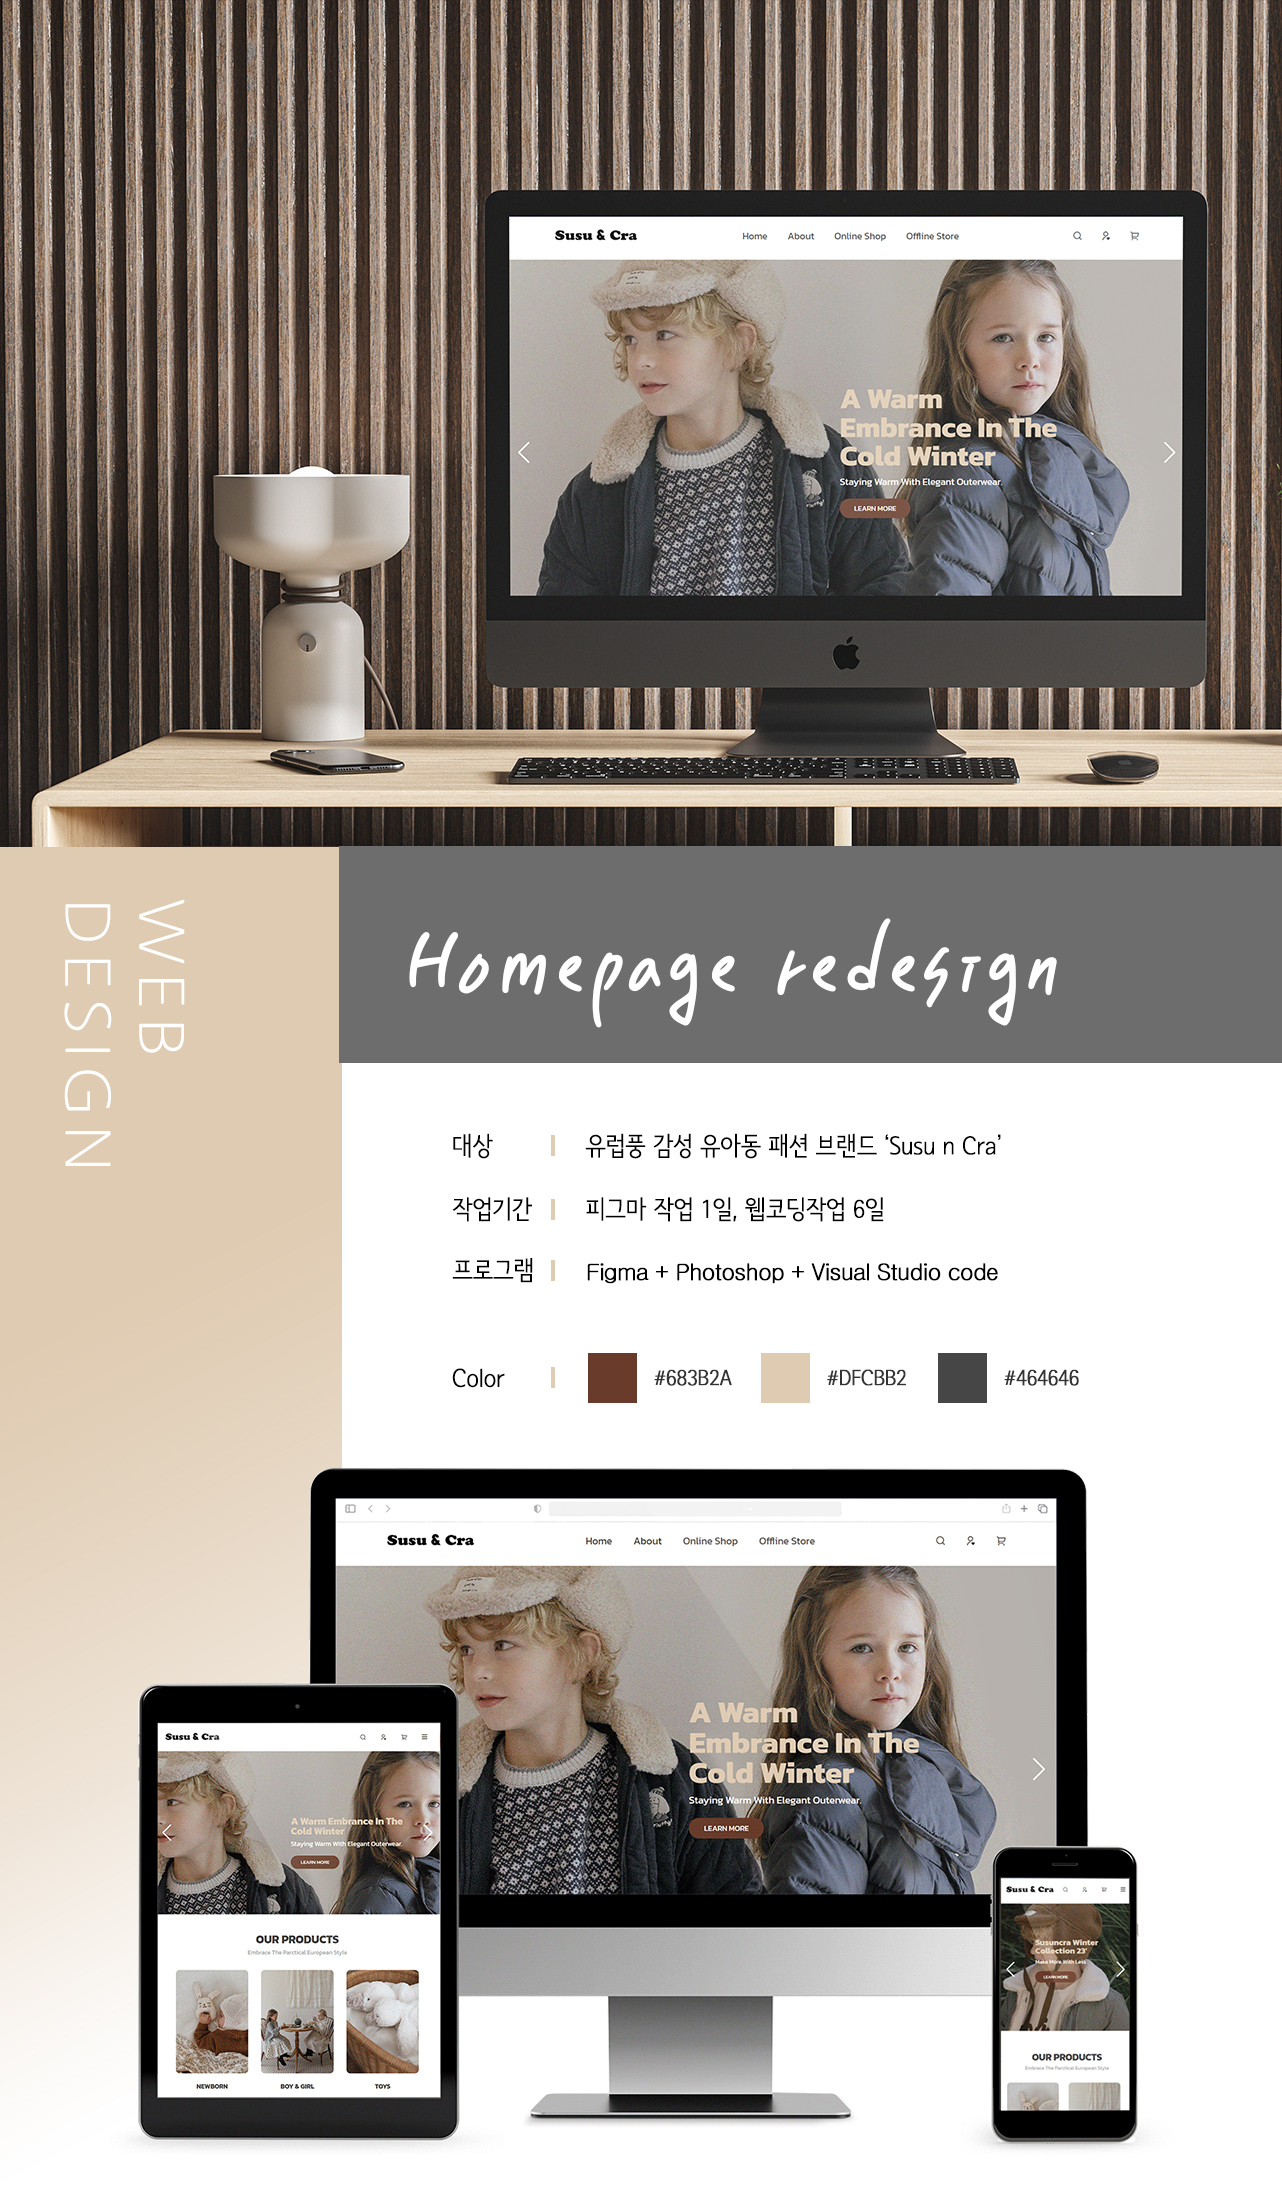 Susu & Cra
Home About Online Shop Offline Store
A Warm
Embrance In The
Cold Winter
Staying Warm With Elegant Outerwear.
LEARN MORE
WEB
DESIGN
Homepage redesign
대상 유럽풍 감성 유아동 패션 브랜드 ‘Susu n Cra’
작업기간 피그마 작업 1일, 웹코딩작업 6일
프로그램 Figma + Photoshop + Visual Studio code
Color #683B2A #DFCBB2 #464646
Susu & Cra
Home About Online Shop Offline Store
A Warm
Embrance In The
Cold Winter
Staying Warm With Elegant Outerwear.
LEARN MORE
Susu & Cra
A Warm Embrance In The
Cold Winter
Staying Warm With Elegant Outerwear.
LEARN MORE
OUR PRODUCTS
Embrace The Parctical European Style
NEWBORN BOY & GIRL TOYS
Susu & Cra
Susuncra Winter
Collection 23'
Make More With Less
LEARN MORE
OUR PRODUCTS
Embrace The Parctical European Style